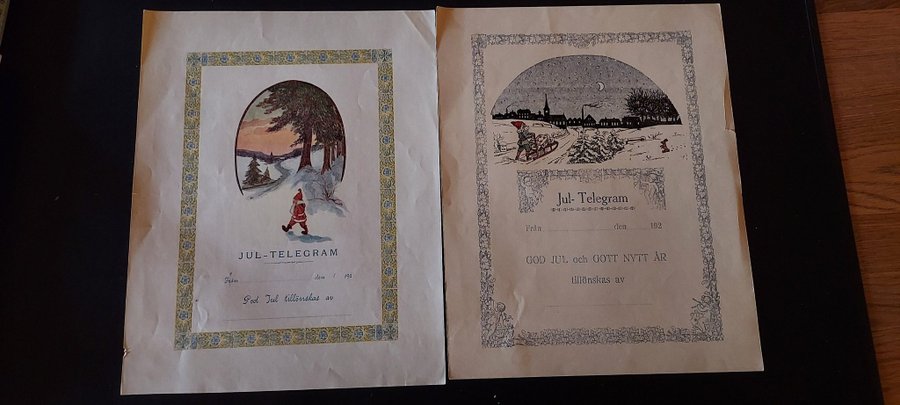 JUL-TELEGRAM
Från den / 19
God Jul tillönskas av
Jul-Telegram
Från den 192
GOD JUL och GOTT NYTT ÅR
tillönskas av